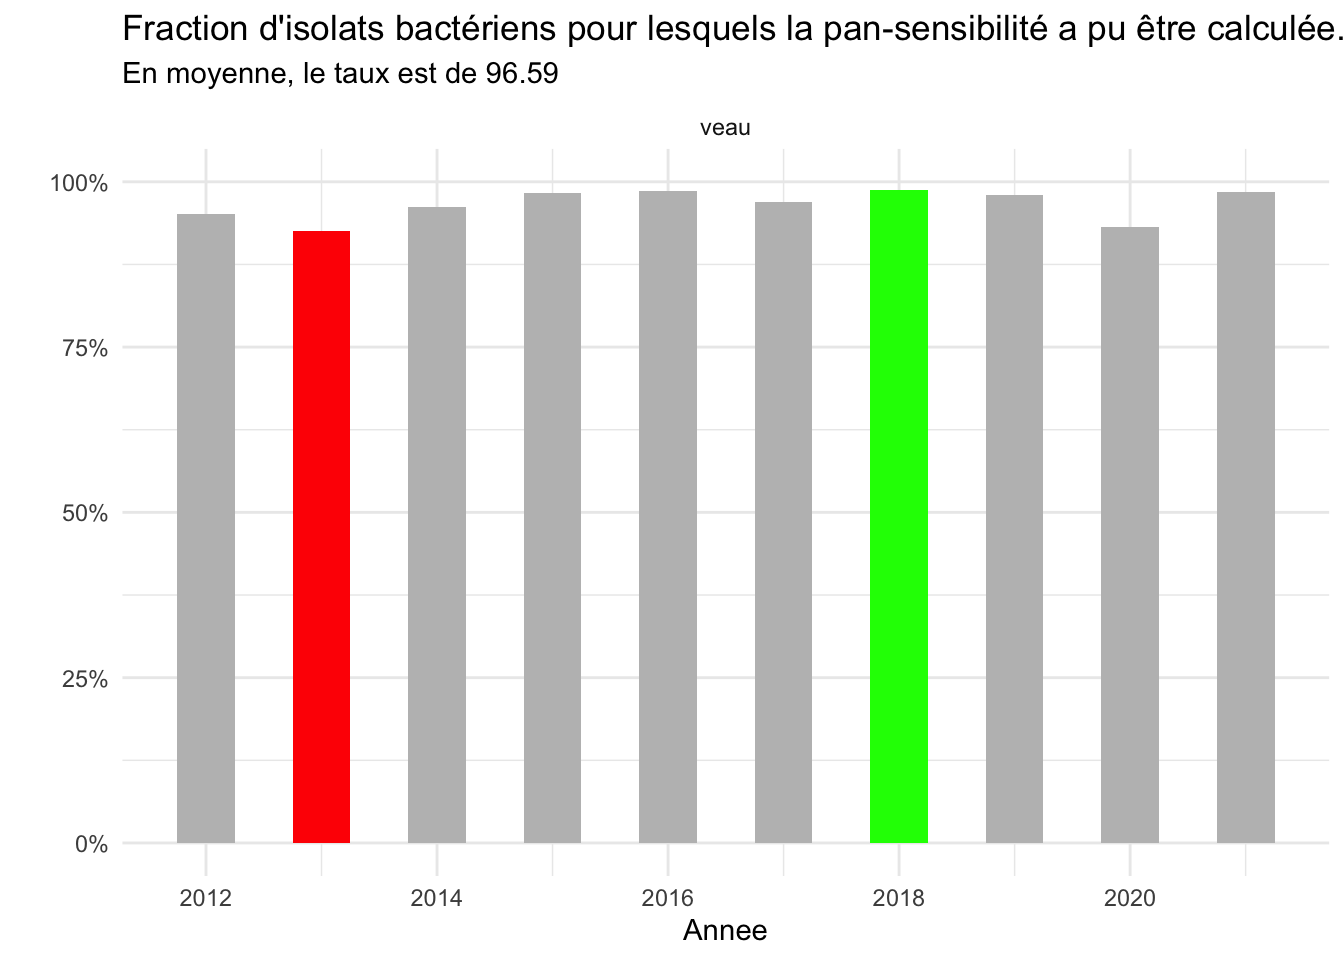 Fraction d'isolats bactériens pour lesquels la pan-sensibilité a pu être calculée.
En moyenne, le taux est de 96.59
veau
100%
75%
50%
25%
0%
2012
2014
2016
2018
2020
Annee